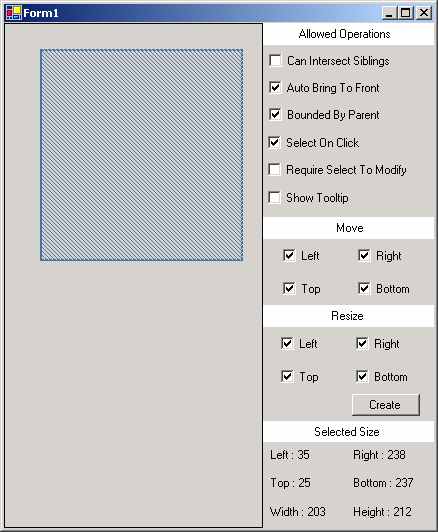 Form1
Allowed Operations
Can Intersect Siblings
Auto Bring To Front
Bounded By Parent
Select On Click
Require Select To Modify
Show Tooltip
Move
Left Right
Top Bottom
Resize
Left Right
Top Bottom
Create
Selected Size
Left : 35 Right : 238
Top : 25 Bottom : 237
Width : 203 Height : 212